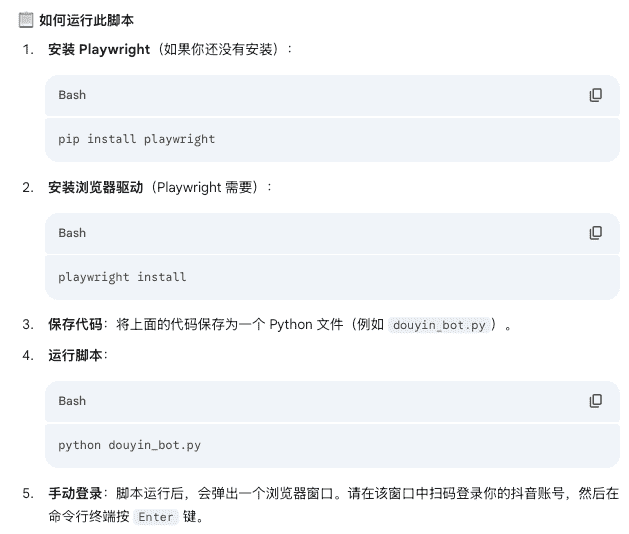 如何运行此脚本
1. 安装 Playwright（如果你还没有安装）：
Bash
pip install playwright
2. 安装浏览器驱动（Playwright 需要）：
Bash
playwright install
3. 保存代码：将上面的代码保存为一个 Python 文件（例如 douyin_bot.py）。
4. 运行脚本：
Bash
python douyin_bot.py
5. 手动登录：脚本运行后，会弹出一个浏览器窗口。请在该窗口中扫码登录你的抖音账号，然后在
命令行终端按 Enter 键。